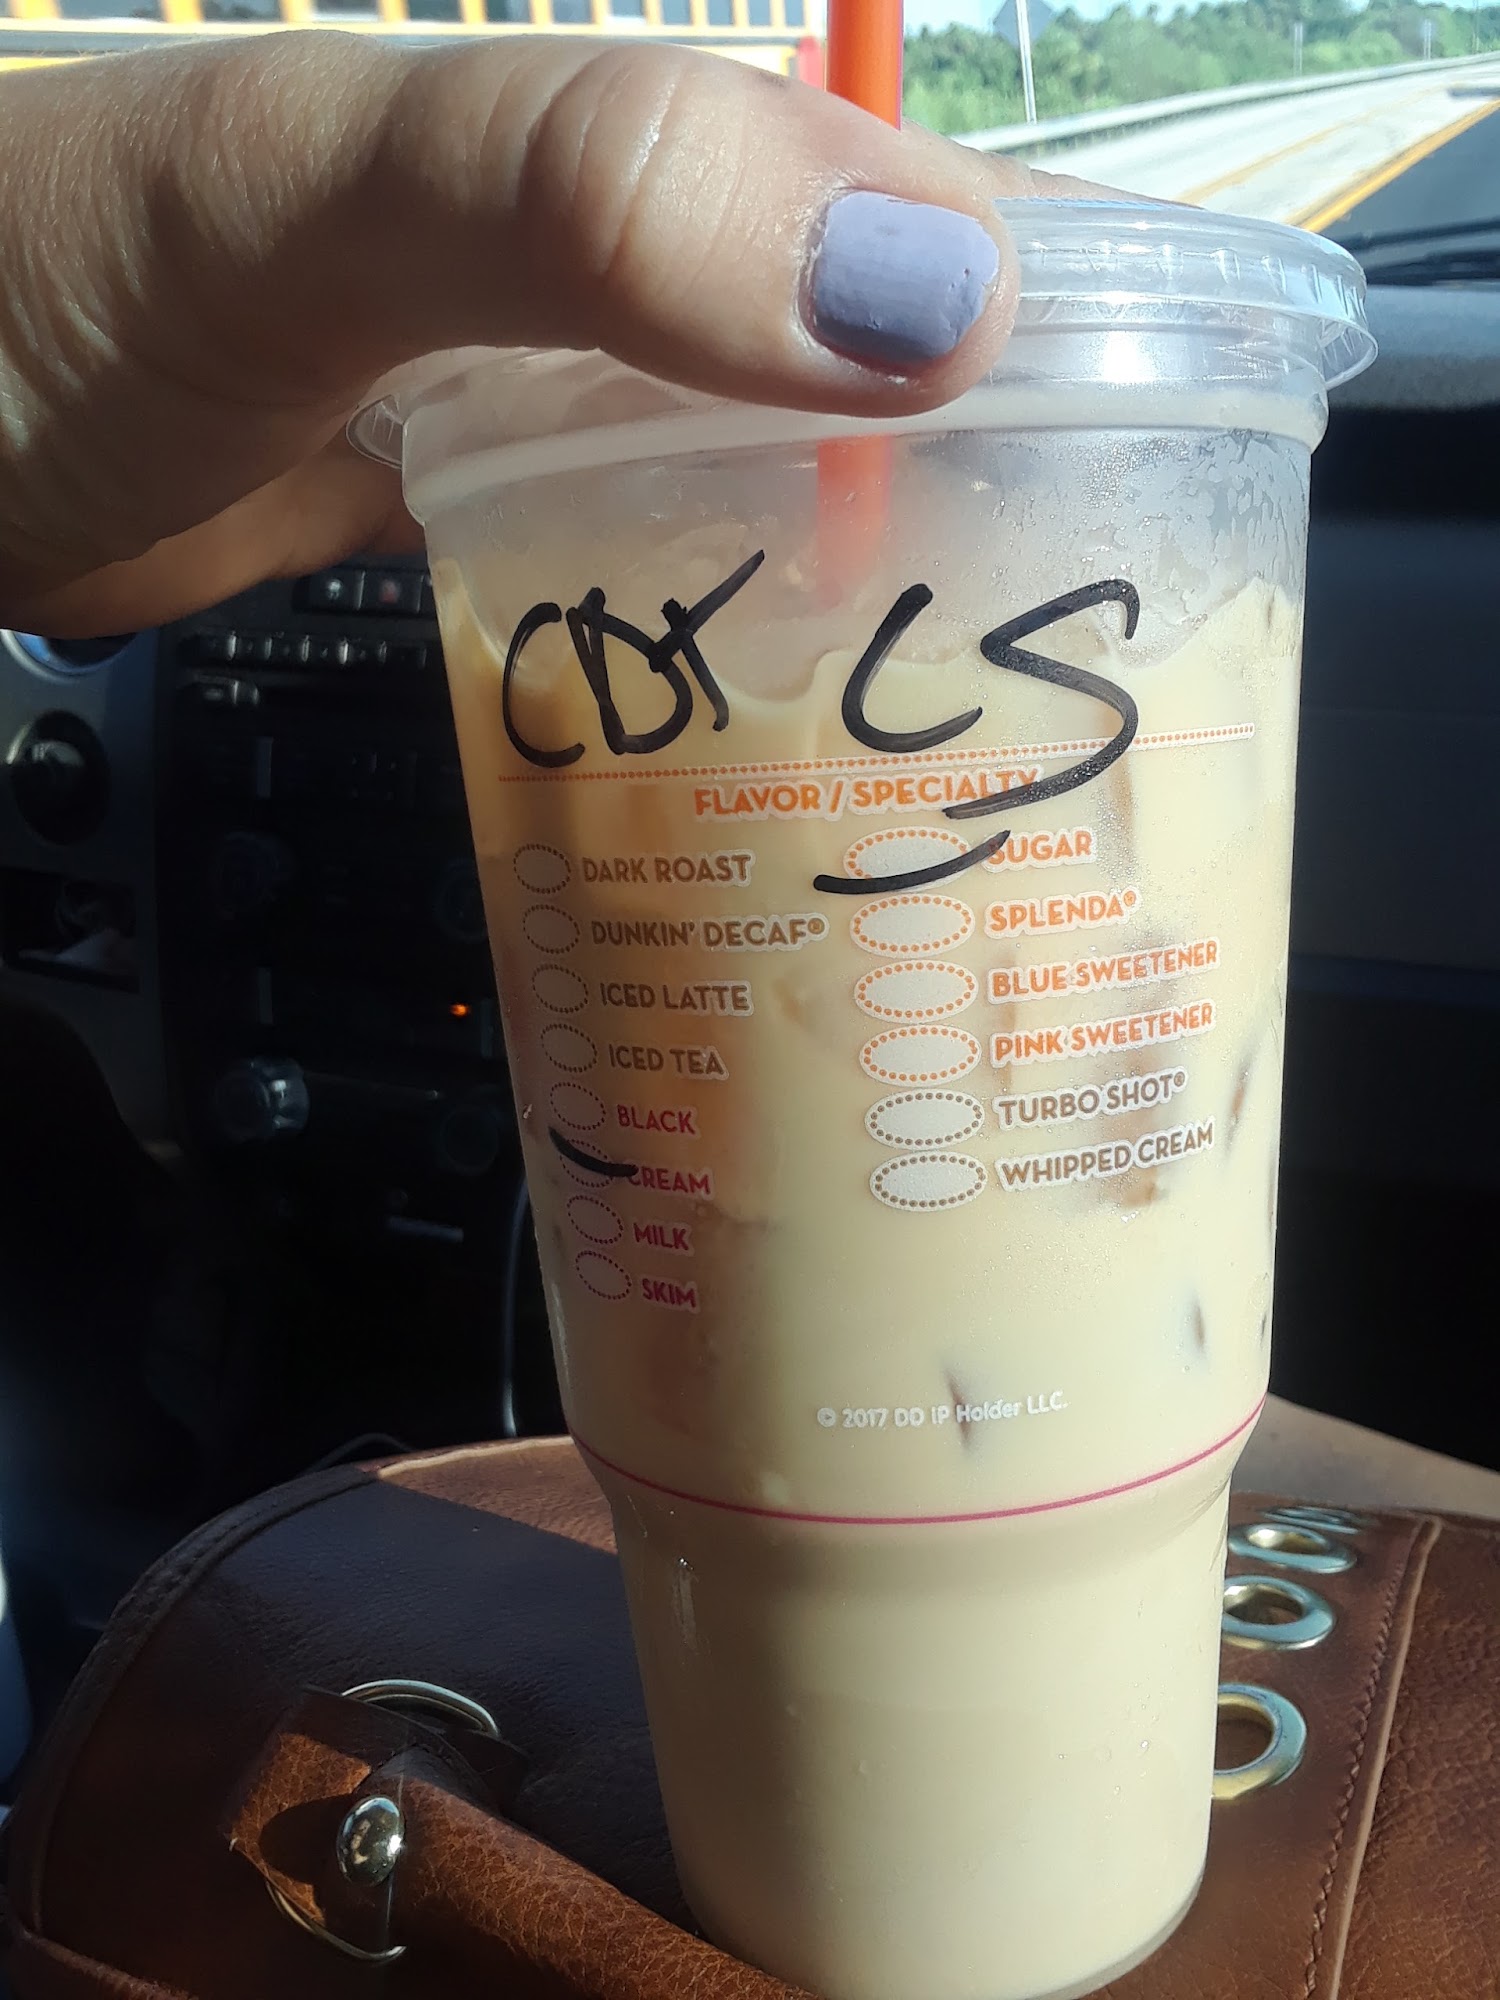 CBR CS
FLAVOR / SPECIALTY
DARK ROAST
DUNKIN' DECAF®
ICED LATTE
ICED TEA
BLACK
CREAM
MILK
SKIM
SUGAR
SPLENDA®
BLUE SWEETENER
PINK SWEETENER
TURBO SHOT®
WHIPPED CREAM
© 2017 DD IP Holder LLC.